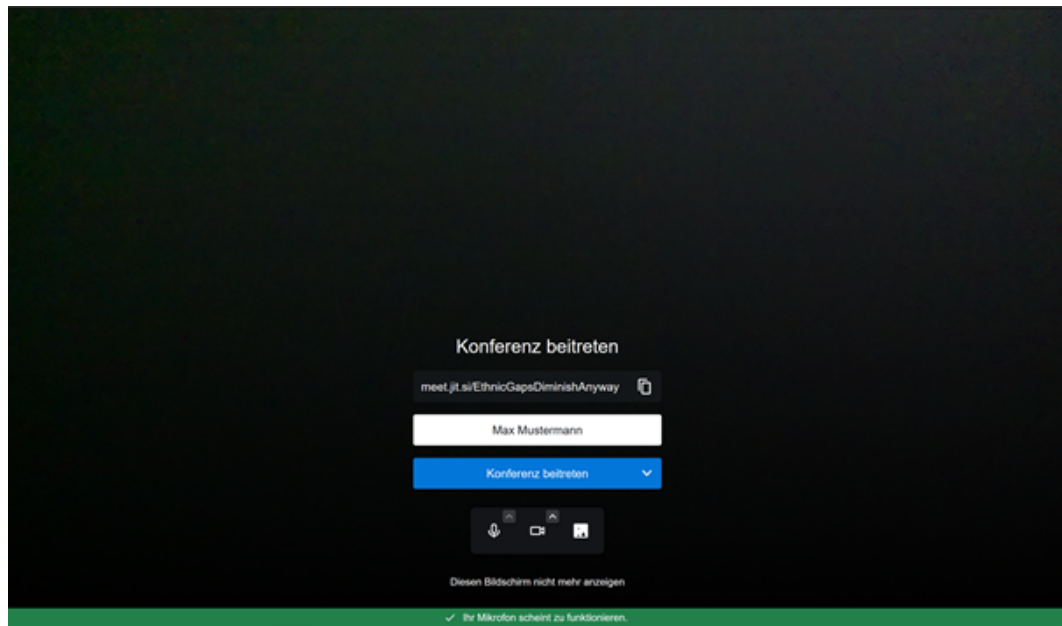 Konferenz beitreten
meet.jit.si/EthnicGapsDiminishAnyway
Max Mustermann
Konferenz beitreten
Diesen Bildschirm nicht mehr anzeigen
Ihr Mikrofon scheint zu funktionieren.